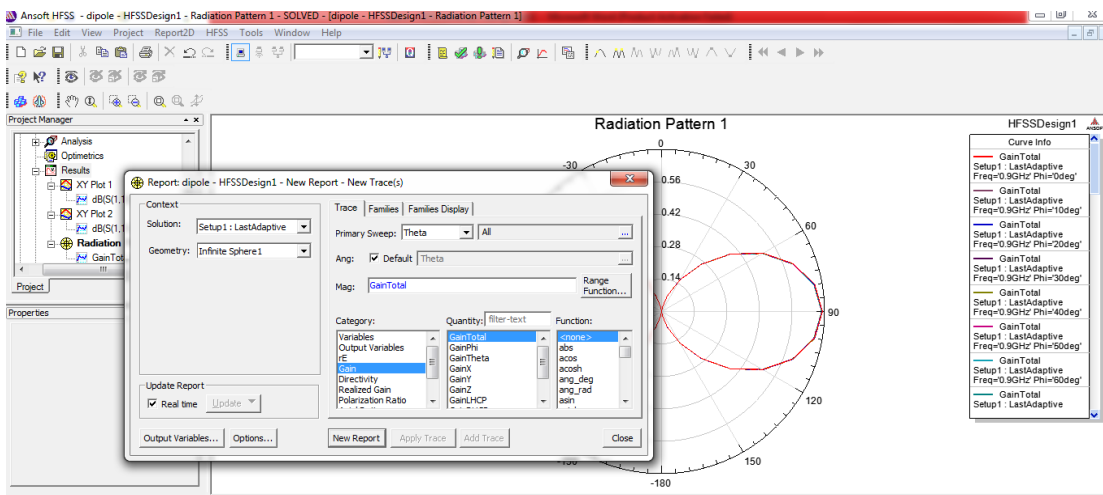 Ansoft HFSS - dipole - HFSSDesign1 - Radiation Pattern 1 - SOLVED - [dipole - HFSSDesign1 - Radiation Pattern 1]
File Edit View Project Report2D HFSS Tools Window Help
Project Manager
Analysis
Optimetrics
Results
XY Plot 1
dB(S(1,1
XY Plot 2
dB(S(1,1
Radiation
GainTot
Project
Properties
Report: dipole - HFSSDesign1 - New Report - New Trace(s)
Context
Solution: Setup1 : LastAdaptive
Geometry: Infinite Sphere1
Update Report
Real time Update
Output Variables... Options...
Trace Families Families Display
Primary Sweep: Theta All ...
Ang: Default Theta ...
Mag: GainTotal Range Function...
Category: Quantity: filter-text Function:
Variables GainTotal <none>
Output Variables GainPhi abs
rE GainTheta acos
Gain GainX acosh
Directivity GainY ang_deg
Realized Gain GainZ ang_rad
Polarization Ratio GainLHCP asin
New Report Apply Trace Add Trace Close
Radiation Pattern 1
0
-30 30
0.56
0.42
60
0.28
0.14
90
120
-150 150
-180
HFSSDesign1
Curve Info
GainTotal
Setup1 : LastAdaptive
Freq='0.9GHz' Phi='0deg'
GainTotal
Setup1 : LastAdaptive
Freq='0.9GHz' Phi='10deg'
GainTotal
Setup1 : LastAdaptive
Freq='0.9GHz' Phi='20deg'
GainTotal
Setup1 : LastAdaptive
Freq='0.9GHz' Phi='30deg'
GainTotal
Setup1 : LastAdaptive
Freq='0.9GHz' Phi='40deg'
GainTotal
Setup1 : LastAdaptive
Freq='0.9GHz' Phi='50deg'
GainTotal
Setup1 : LastAdaptive
Freq='0.9GHz' Phi='60deg'
GainTotal
Setup1 : LastAdaptive